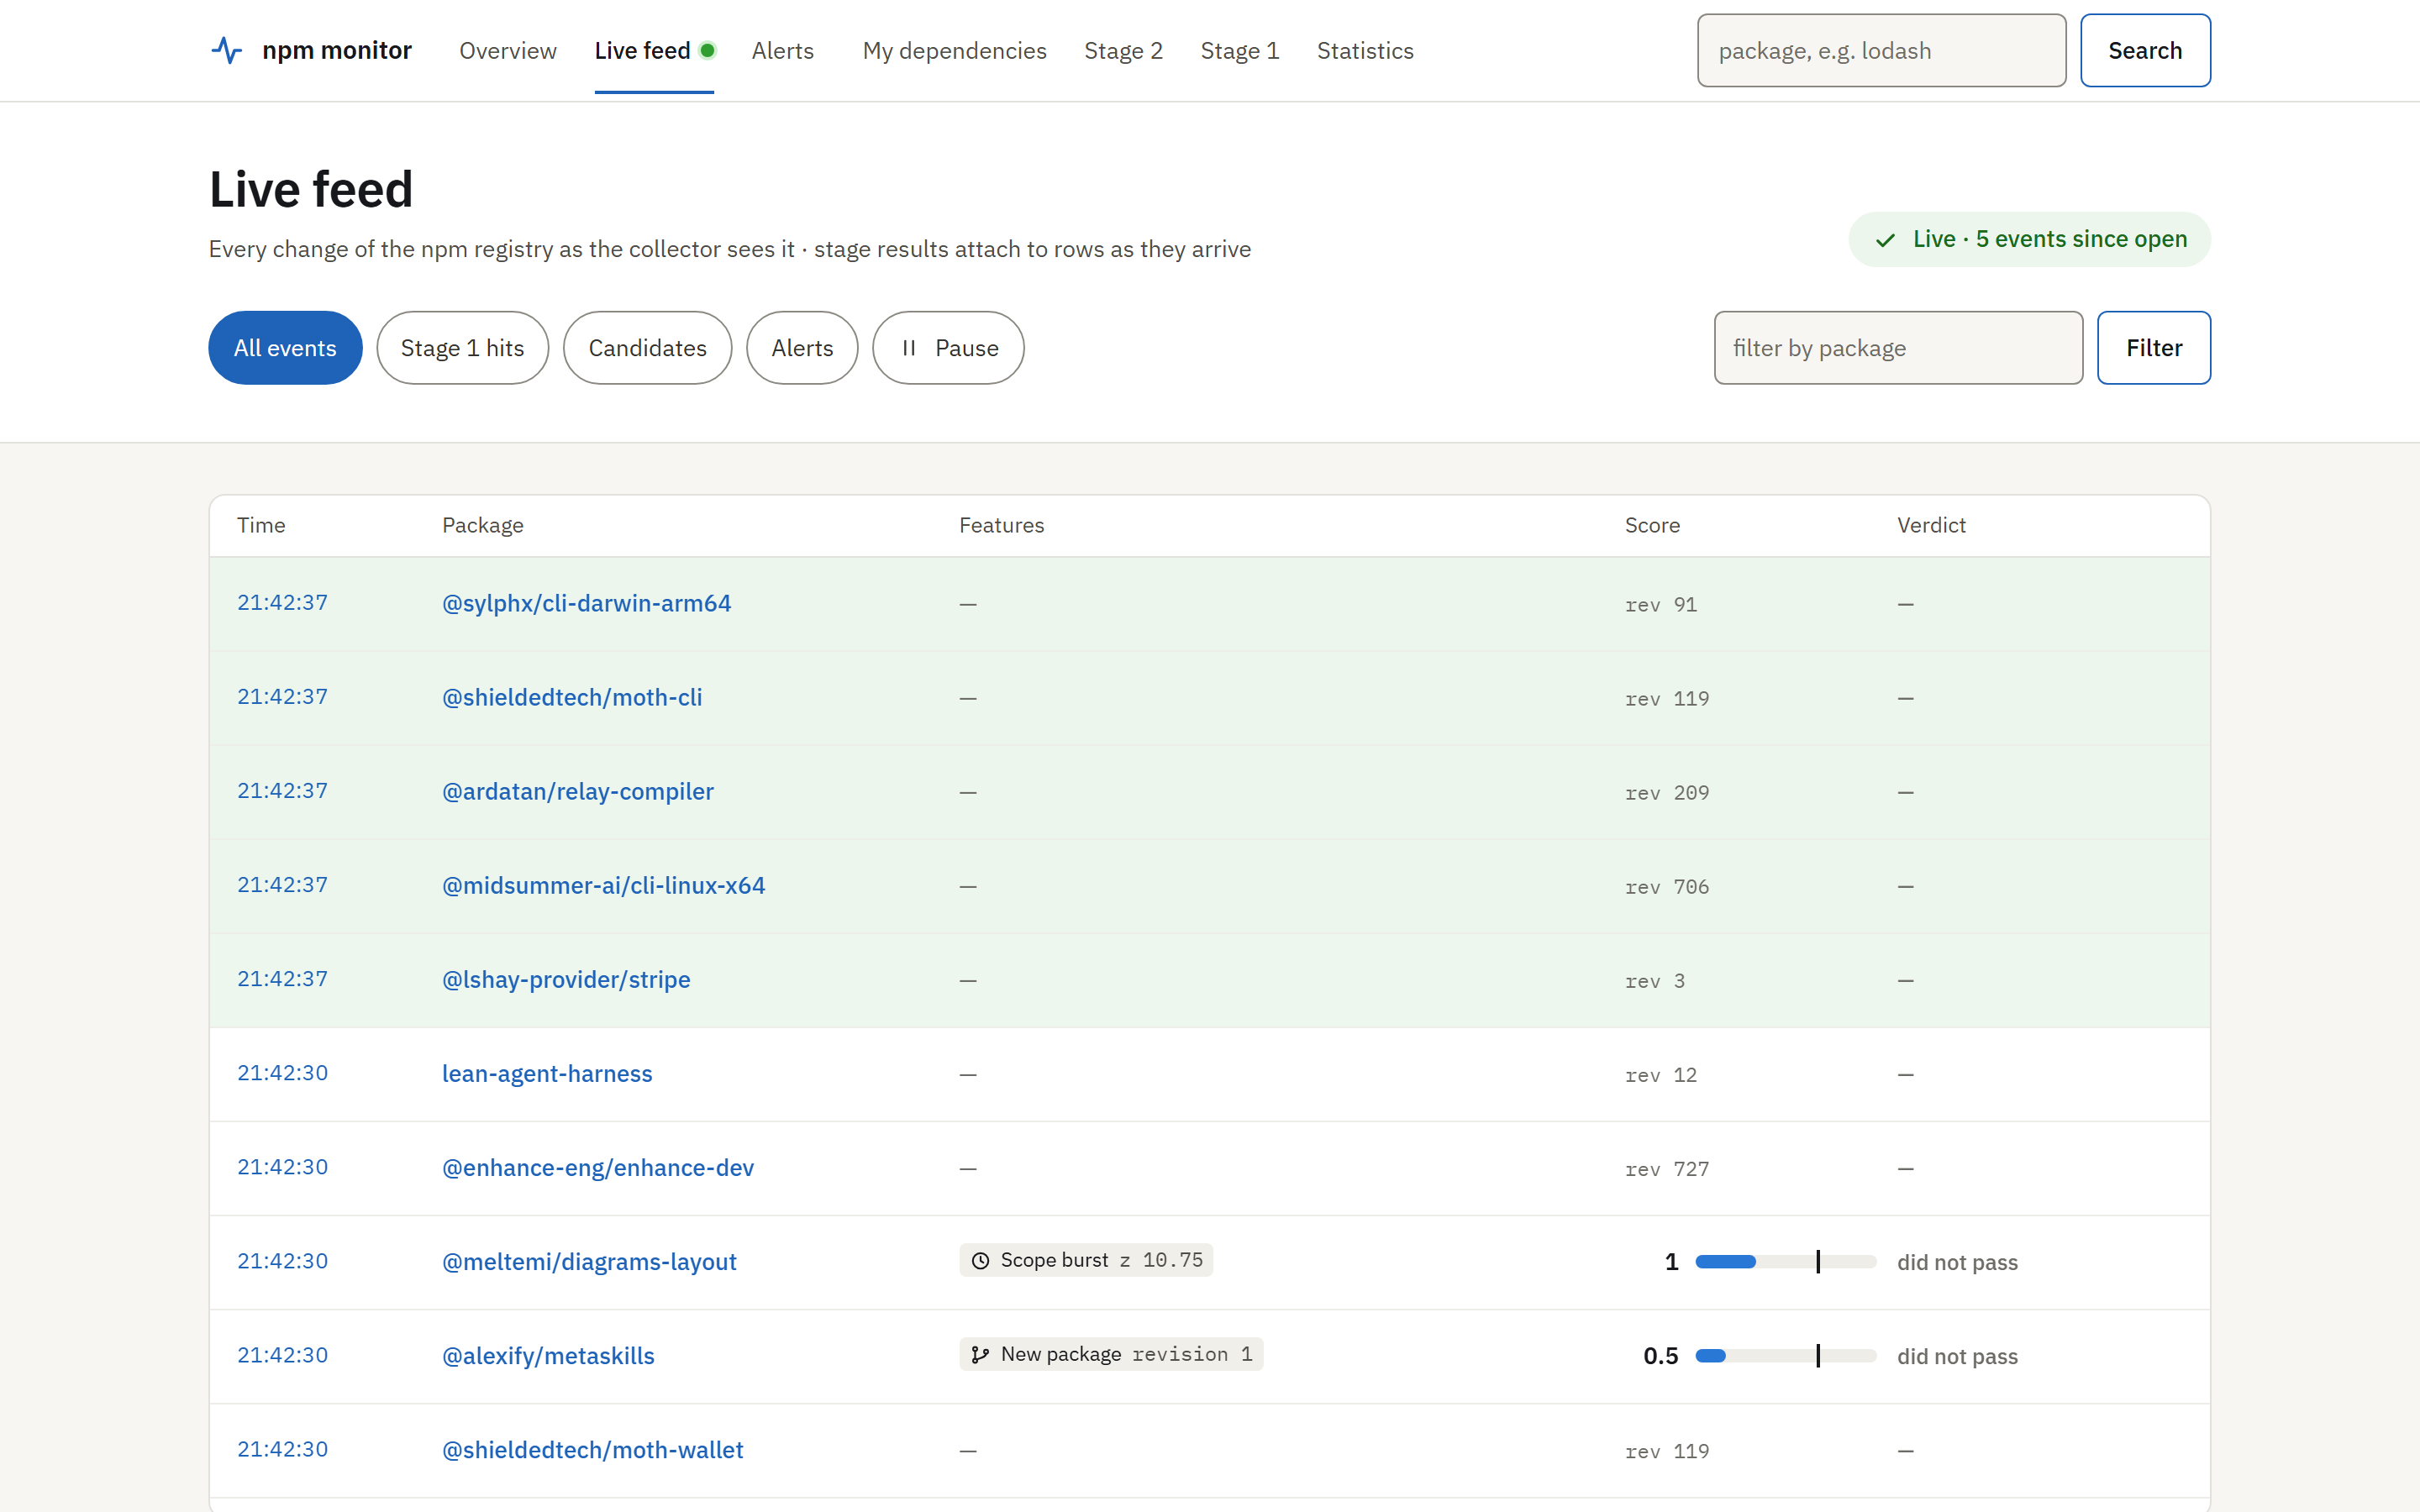 npm monitor Overview Live feed Alerts My dependencies Stage 2 Stage 1 Statistics package, e.g. lodash Search
Live feed
Every change of the npm registry as the collector sees it · stage results attach to rows as they arrive
Live · 5 events since open
All events Stage 1 hits Candidates Alerts Pause filter by package Filter
Time Package Features Score Verdict
21:42:37 @sylphx/cli-darwin-arm64 — rev 91 —
21:42:37 @shieldedtech/moth-cli — rev 119 —
21:42:37 @ardatan/relay-compiler — rev 209 —
21:42:37 @midsummer-ai/cli-linux-x64 — rev 706 —
21:42:37 @lshay-provider/stripe — rev 3 —
21:42:30 lean-agent-harness — rev 12 —
21:42:30 @enhance-eng/enhance-dev — rev 727 —
21:42:30 @meltemi/diagrams-layout Scope burst z 10.75 1 did not pass
21:42:30 @alexify/metaskills New package revision 1 0.5 did not pass
21:42:30 @shieldedtech/moth-wallet — rev 119 —